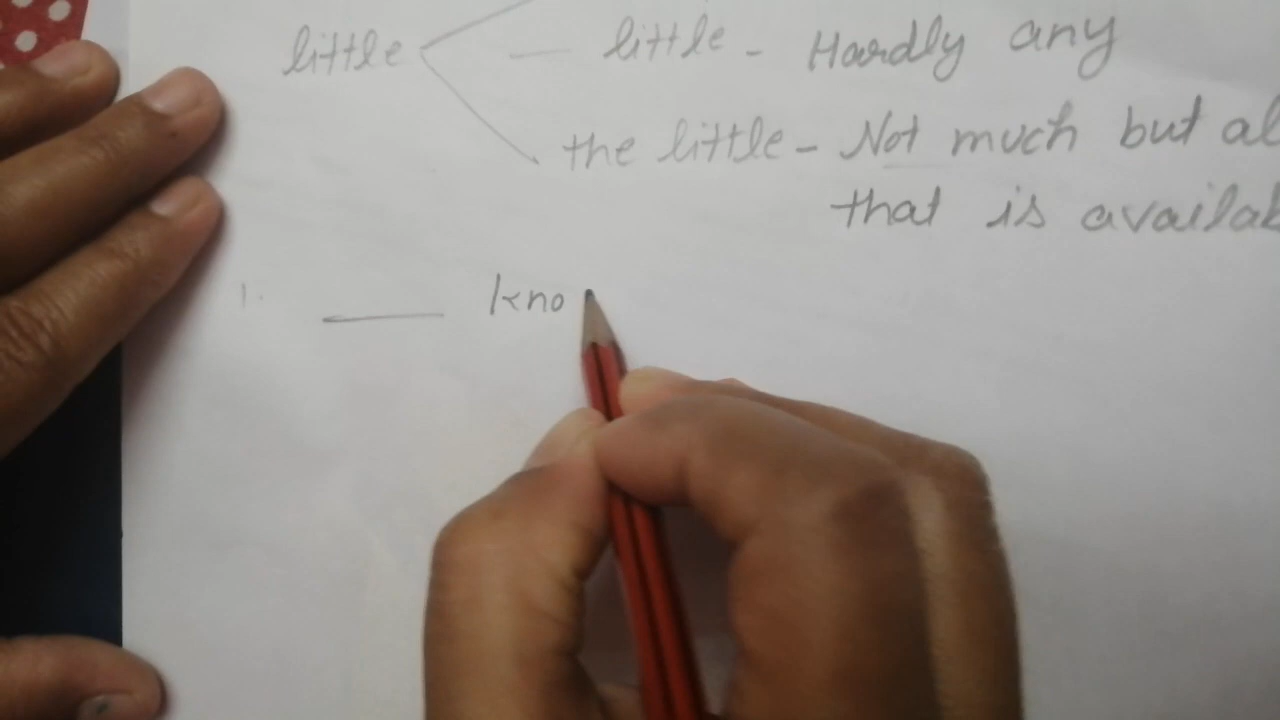 little — little - Hardly any
the little - Not much but al
that is availab
1. ____ kno